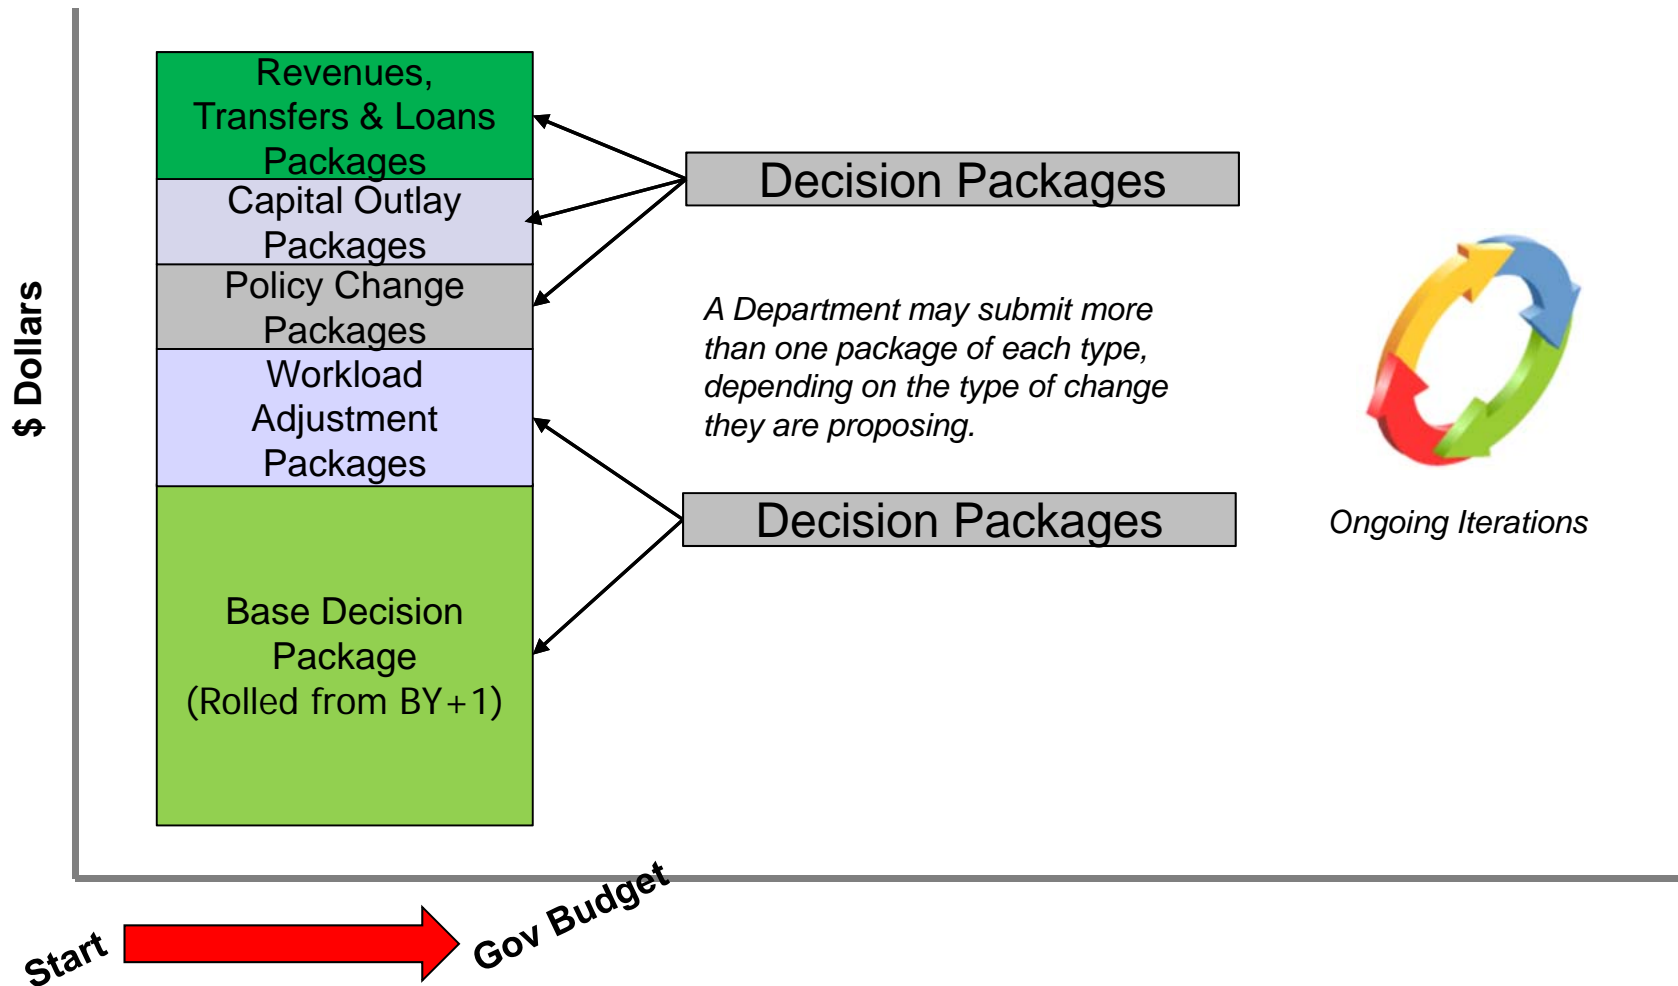 $ Dollars
Revenues,
Transfers & Loans
Packages
Capital Outlay
Packages
Policy Change
Packages
Workload
Adjustment
Packages
Base Decision
Package
(Rolled from BY+1)
Decision Packages
A Department may submit more
than one package of each type,
depending on the type of change
they are proposing.
Decision Packages
Ongoing Iterations
Start
Gov Budget